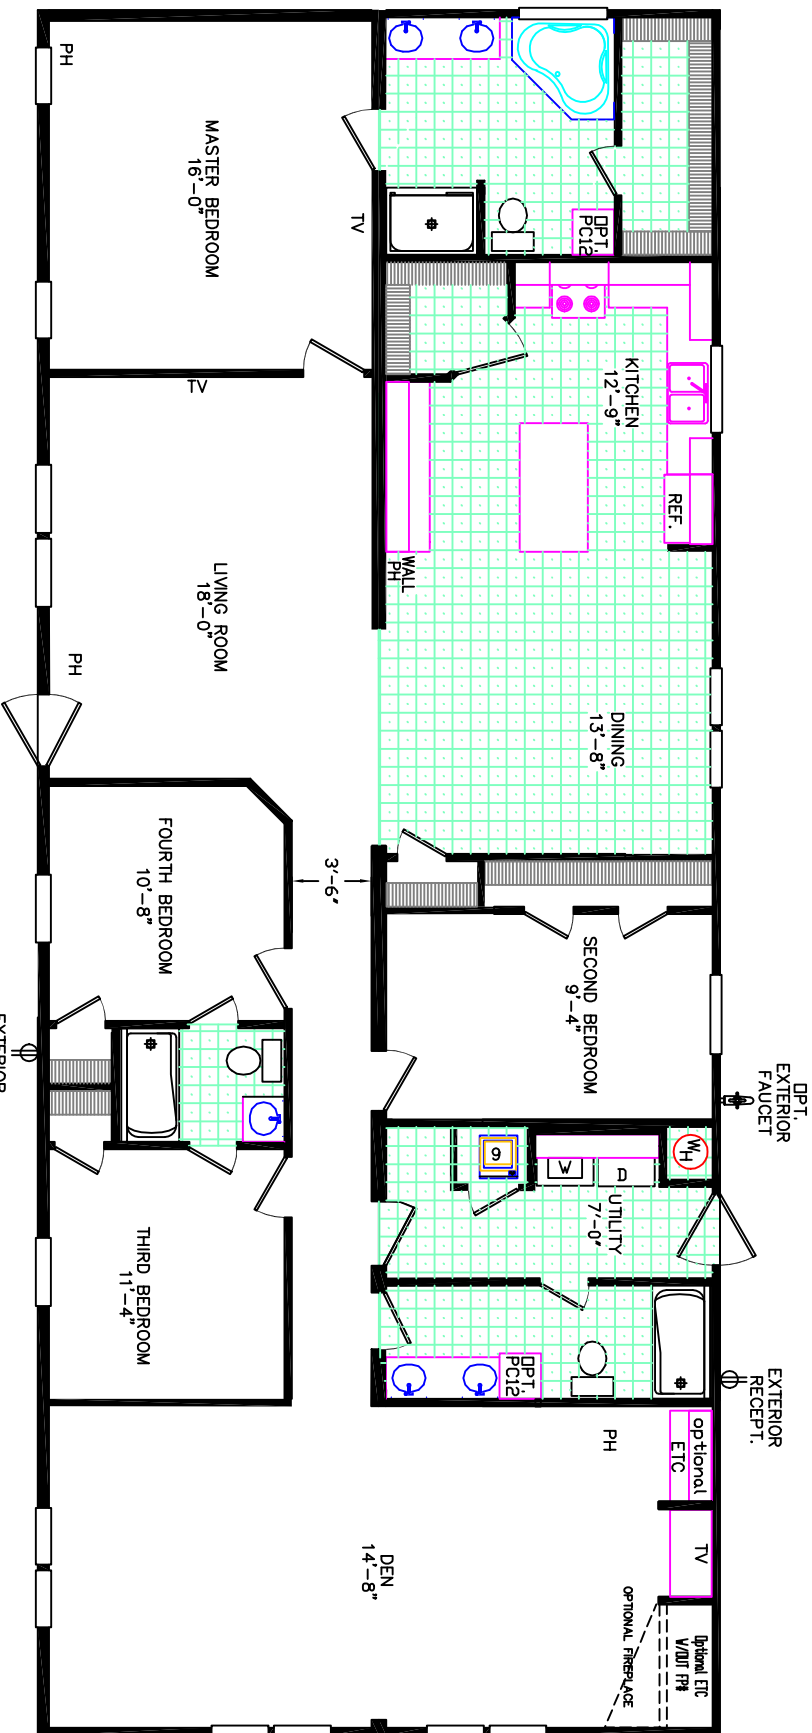 PH
MASTER BEDROOM
16'-0"
TV
OPT.
PC12
KITCHEN
12'-9"
REF.
TV
WALL
PH
LIVING ROOM
18'-0"
PH
DINING
13'-8"
FOURTH BEDROOM
10'-8"
3'-6"
SECOND BEDROOM
9'-4"
OPT.
EXTERIOR
FAUCET
EXTERIOR
WH
9
W
D
UTILITY
7'-0"
THIRD BEDROOM
11'-4"
OPT.
PC12
EXTERIOR
RECEPT.
PH
optional
ETC
TV
DEN
14'-8"
OPTIONAL FIREPLACE
Optional ETC
W/OUT FP#